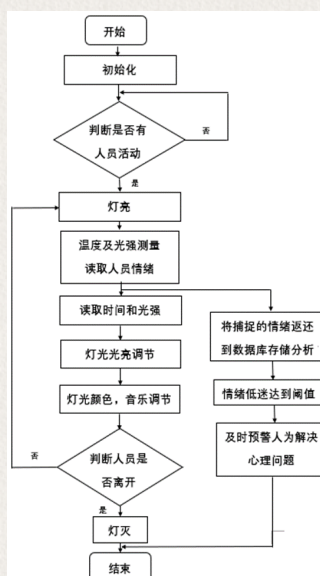 开始
初始化
判断是否有
人员活动
否
是
灯亮
温度及光强测量
读取人员情绪
读取时间和光强
灯光光亮调节
灯光颜色，音乐调节
判断人员是
否离开
否
是
灯灭
结束
将捕捉的情绪返还
到数据库存储分析
情绪低迷达到阈值
及时预警人为解决
心理问题